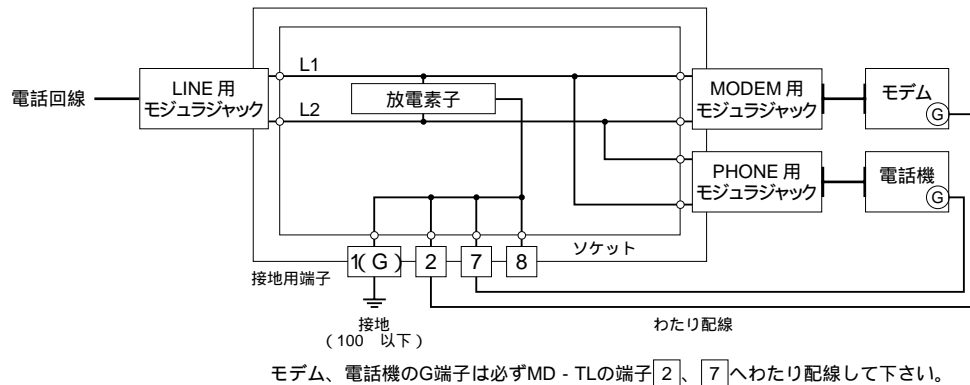 L1
LINE 用
モジュラジャック
電話回線
放電素子
L2
MODEM 用
モジュラジャック
モデム
G
PHONE 用
モジュラジャック
電話機
G
ソケット
1( G )
2
7
8
接地用端子
接地
( 100　以下 )
わたり配線
モデム、電話機のG端子は必ずMD - TLの端子 2 、 7 へわたり配線して下さい。